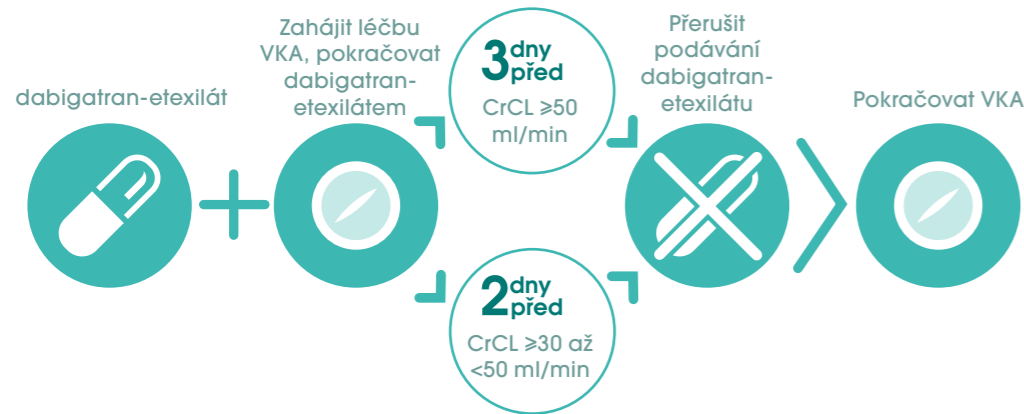 dabigatran-etexilát
Zahájit léčbu
VKA, pokračovat
dabigatran-
etexilátem
3 dny
před
CrCL ≥50
ml/min
2 dny
před
CrCL ≥30 až
<50 ml/min
Přerušit
podávání
dabigatran-
etexilátu
Pokračovat VKA